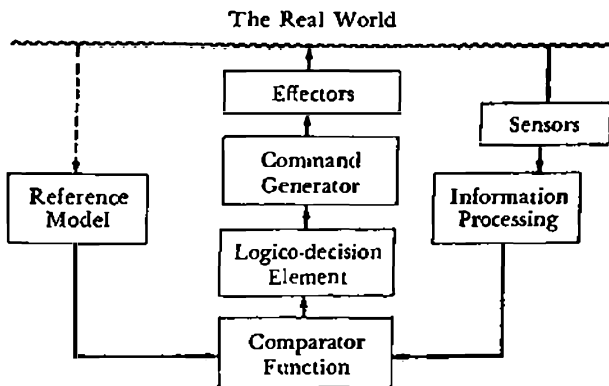 The Real World
Effectors
Sensors
Command
Generator
Reference
Model
Information
Processing
Logico-decision
Element
Comparator
Function